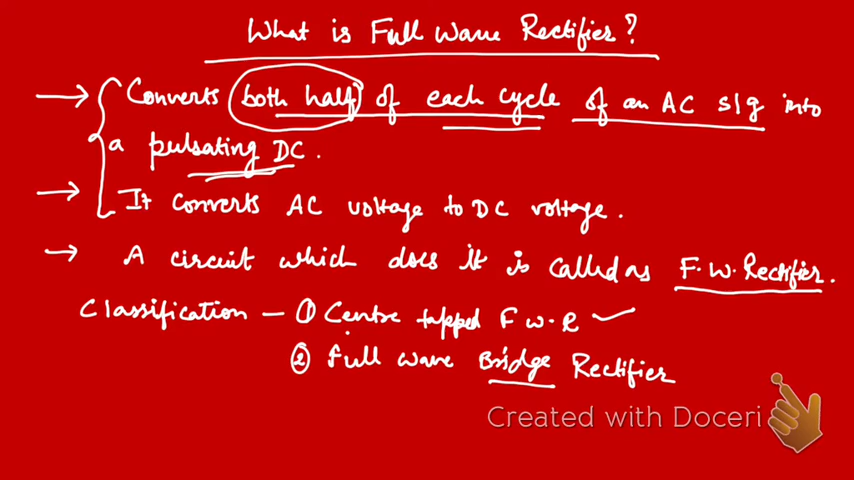 What is Full Wave Rectifier?
→ Converts both half of each cycle of an AC sig into
a pulsating DC.
→ It converts AC voltage to DC voltage.
→ A circuit which does it is called as F.W.Rectifier.
Classification — ① Centre tapped F W.R ✓
② Full wave Bridge Rectifier
Created with Doceri